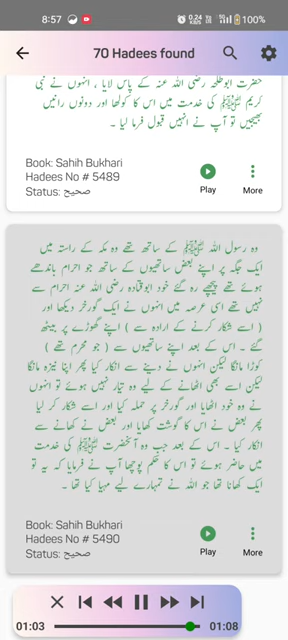 8:57
0.24 KB/S
100%
70 Hadees found
حضرت ابوطلحہ رضی اللہ عنہ کے پاس لایا ، انہوں نے نبی
کریم ﷺ کی خدمت میں اس کا کولھا اور دونوں رانیں
بھیجیں تو آپ نے انہیں قبول فرما لیا ۔
Book: Sahih Bukhari
Hadees No # 5489
Status: صحیح
Play
More
وہ رسول اللہ ﷺ کے ساتھ تھے وہ مکہ کے راستہ میں
ایک جگہ پر اپنے بعض ساتھیوں کے ساتھ جو احرام باندھے
ہوئے تھے پیچھے رہ گئے خود ابوقتادہ رضی اللہ عنہ احرام سے
نہیں تھے اسی عرصہ میں انہوں نے ایک گورخر دیکھا اور
( اسے شکار کرنے کے ارادہ سے ) اپنے گھوڑے پر بیٹھ
گئے ۔ اس کے بعد اپنے ساتھیوں سے ( جو محرم تھے )
کوڑا مانگا لیکن انہوں نے دینے سے انکار کیا پھر اپنا نیزہ مانگا
لیکن اسے بھی اٹھانے کے لیے وہ تیار نہیں ہوئے تو انہوں
نے وہ خود اٹھایا اور گورخر پر حملہ کیا اور اسے شکار کر لیا
پھر بعض نے اس کا گوشت کھایا اور بعض نے کھانے سے
انکار کیا ۔ اس کے بعد جب وہ آنحضرت ﷺ کی خدمت
میں حاضر ہوئے تو اس کا حکم پوچھا آپ نے فرمایا کہ یہ تو
ایک کھانا تھا جو اللہ نے تمہارے لیے مہیا کیا تھا ۔
Book: Sahih Bukhari
Hadees No # 5490
Status: صحیح
Play
More
01:03
01:08